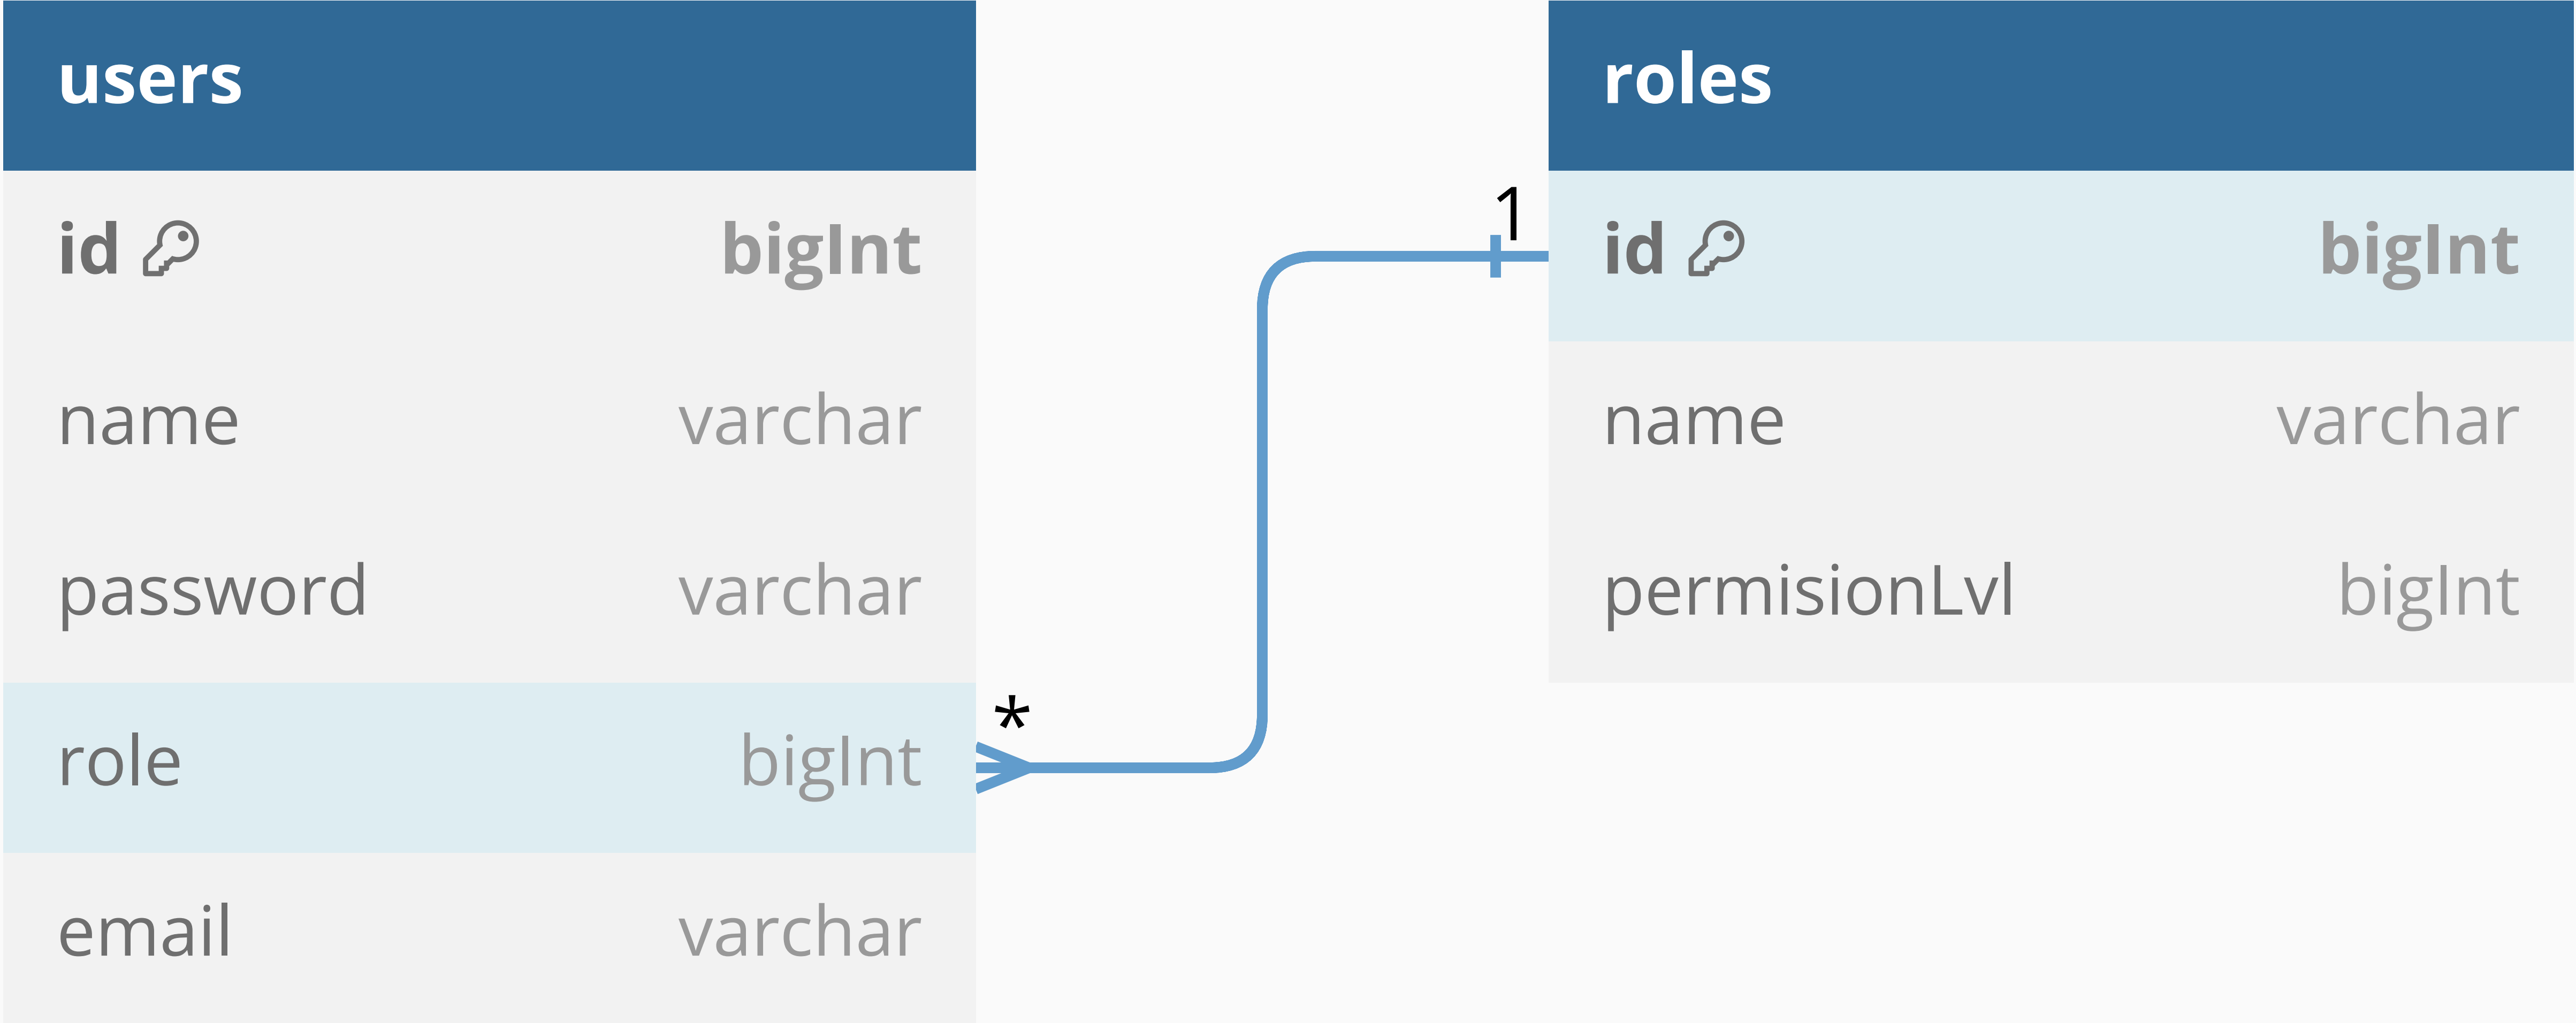 users
id bigInt
name varchar
password varchar
role bigInt
email varchar
*
1
roles
id bigInt
name varchar
permisionLvl bigInt